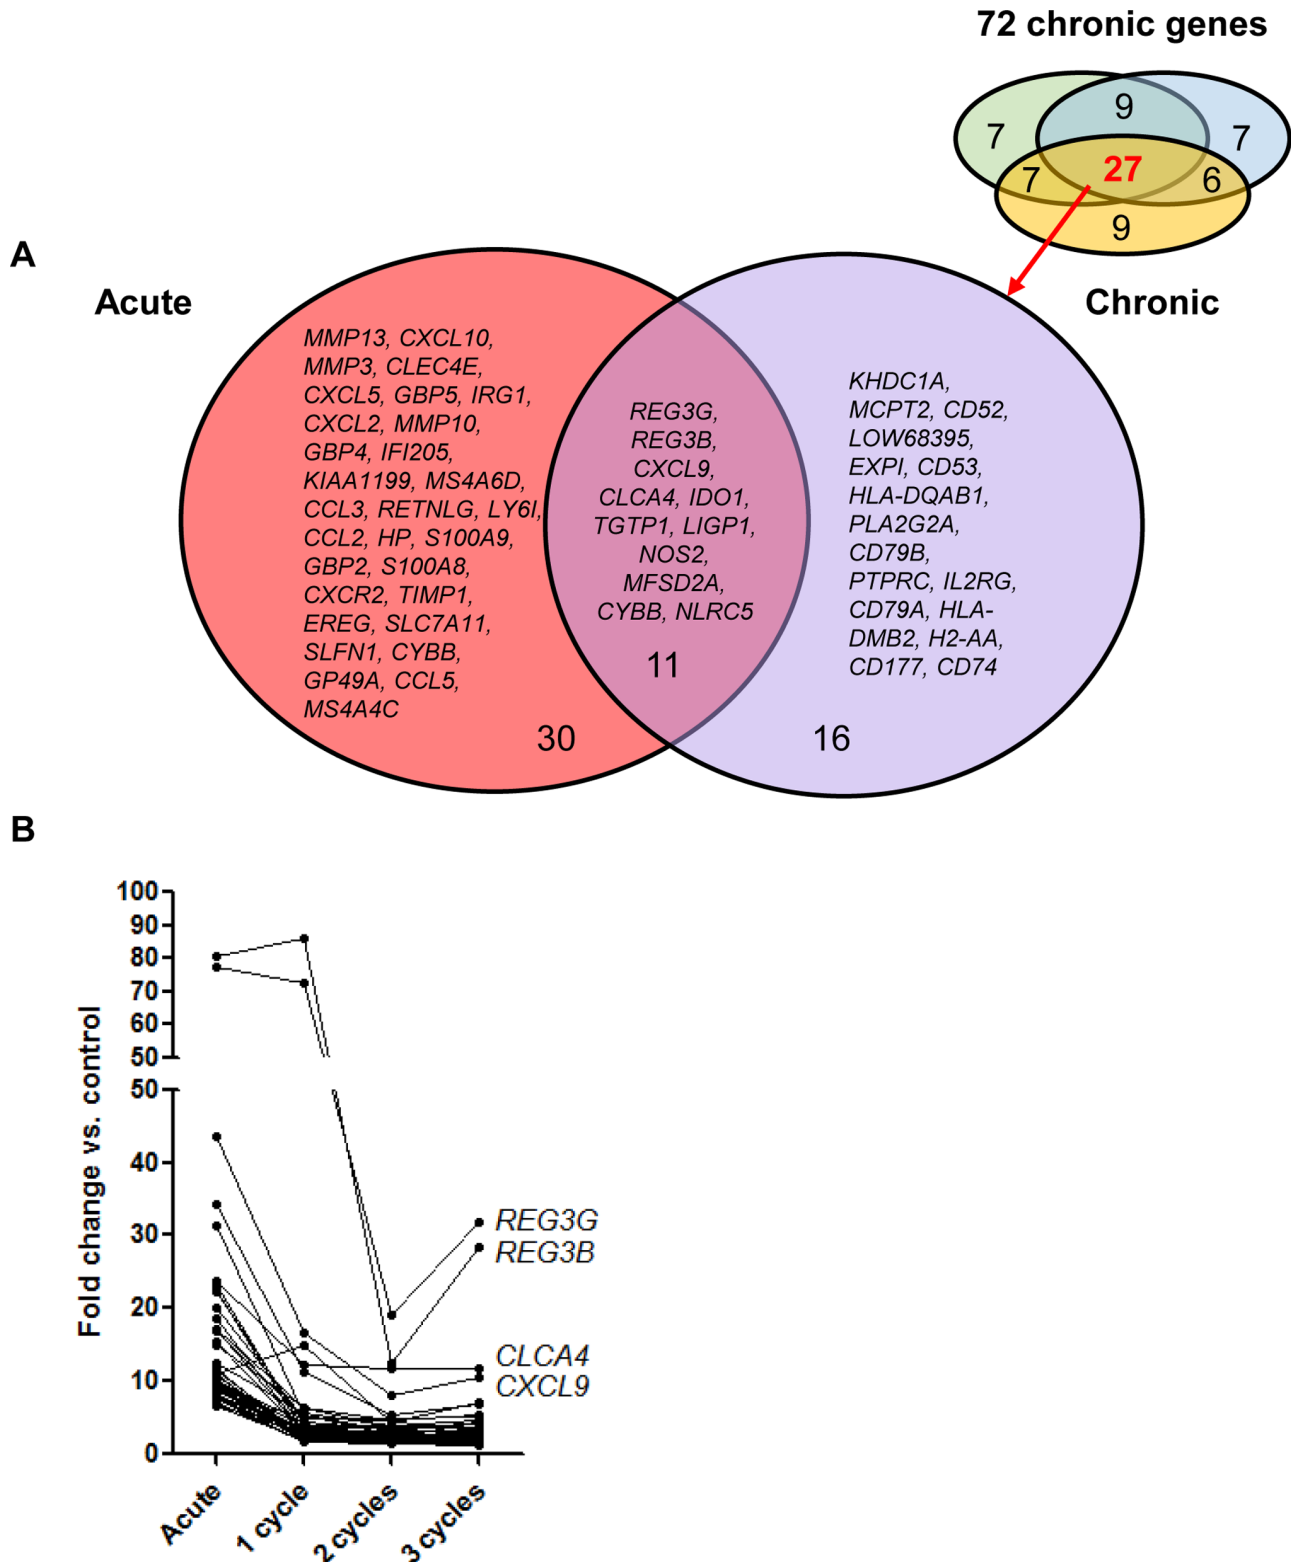 72 chronic genes
9
7
7
7
27
6
9
A
Acute
Chronic
MMP13, CXCL10,
MMP3, CLEC4E,
CXCL5, GBP5, IRG1,
CXCL2, MMP10,
GBP4, IFI205,
KIAA1199, MS4A6D,
CCL3, RETNLG, LY6I,
CCL2, HP, S100A9,
GBP2, S100A8,
CXCR2, TIMP1,
EREG, SLC7A11,
SLFN1, CYBB,
GP49A, CCL5,
MS4A4C
30
REG3G,
REG3B,
CXCL9,
CLCA4, IDO1,
TGTP1, LIGP1,
NOS2,
MFSD2A,
CYBB, NLRC5
11
KHDC1A,
MCPT2, CD52,
LOW68395,
EXPI, CD53,
HLA-DQAB1,
PLA2G2A,
CD79B,
PTPRC, IL2RG,
CD79A, HLA-
DMB2, H2-AA,
CD177, CD74
16
B
Fold change vs. control
100
90
80
70
60
50
50
40
30
20
10
0
REG3G
REG3B
CLCA4
CXCL9
Acute
1 cycle
2 cycles
3 cycles